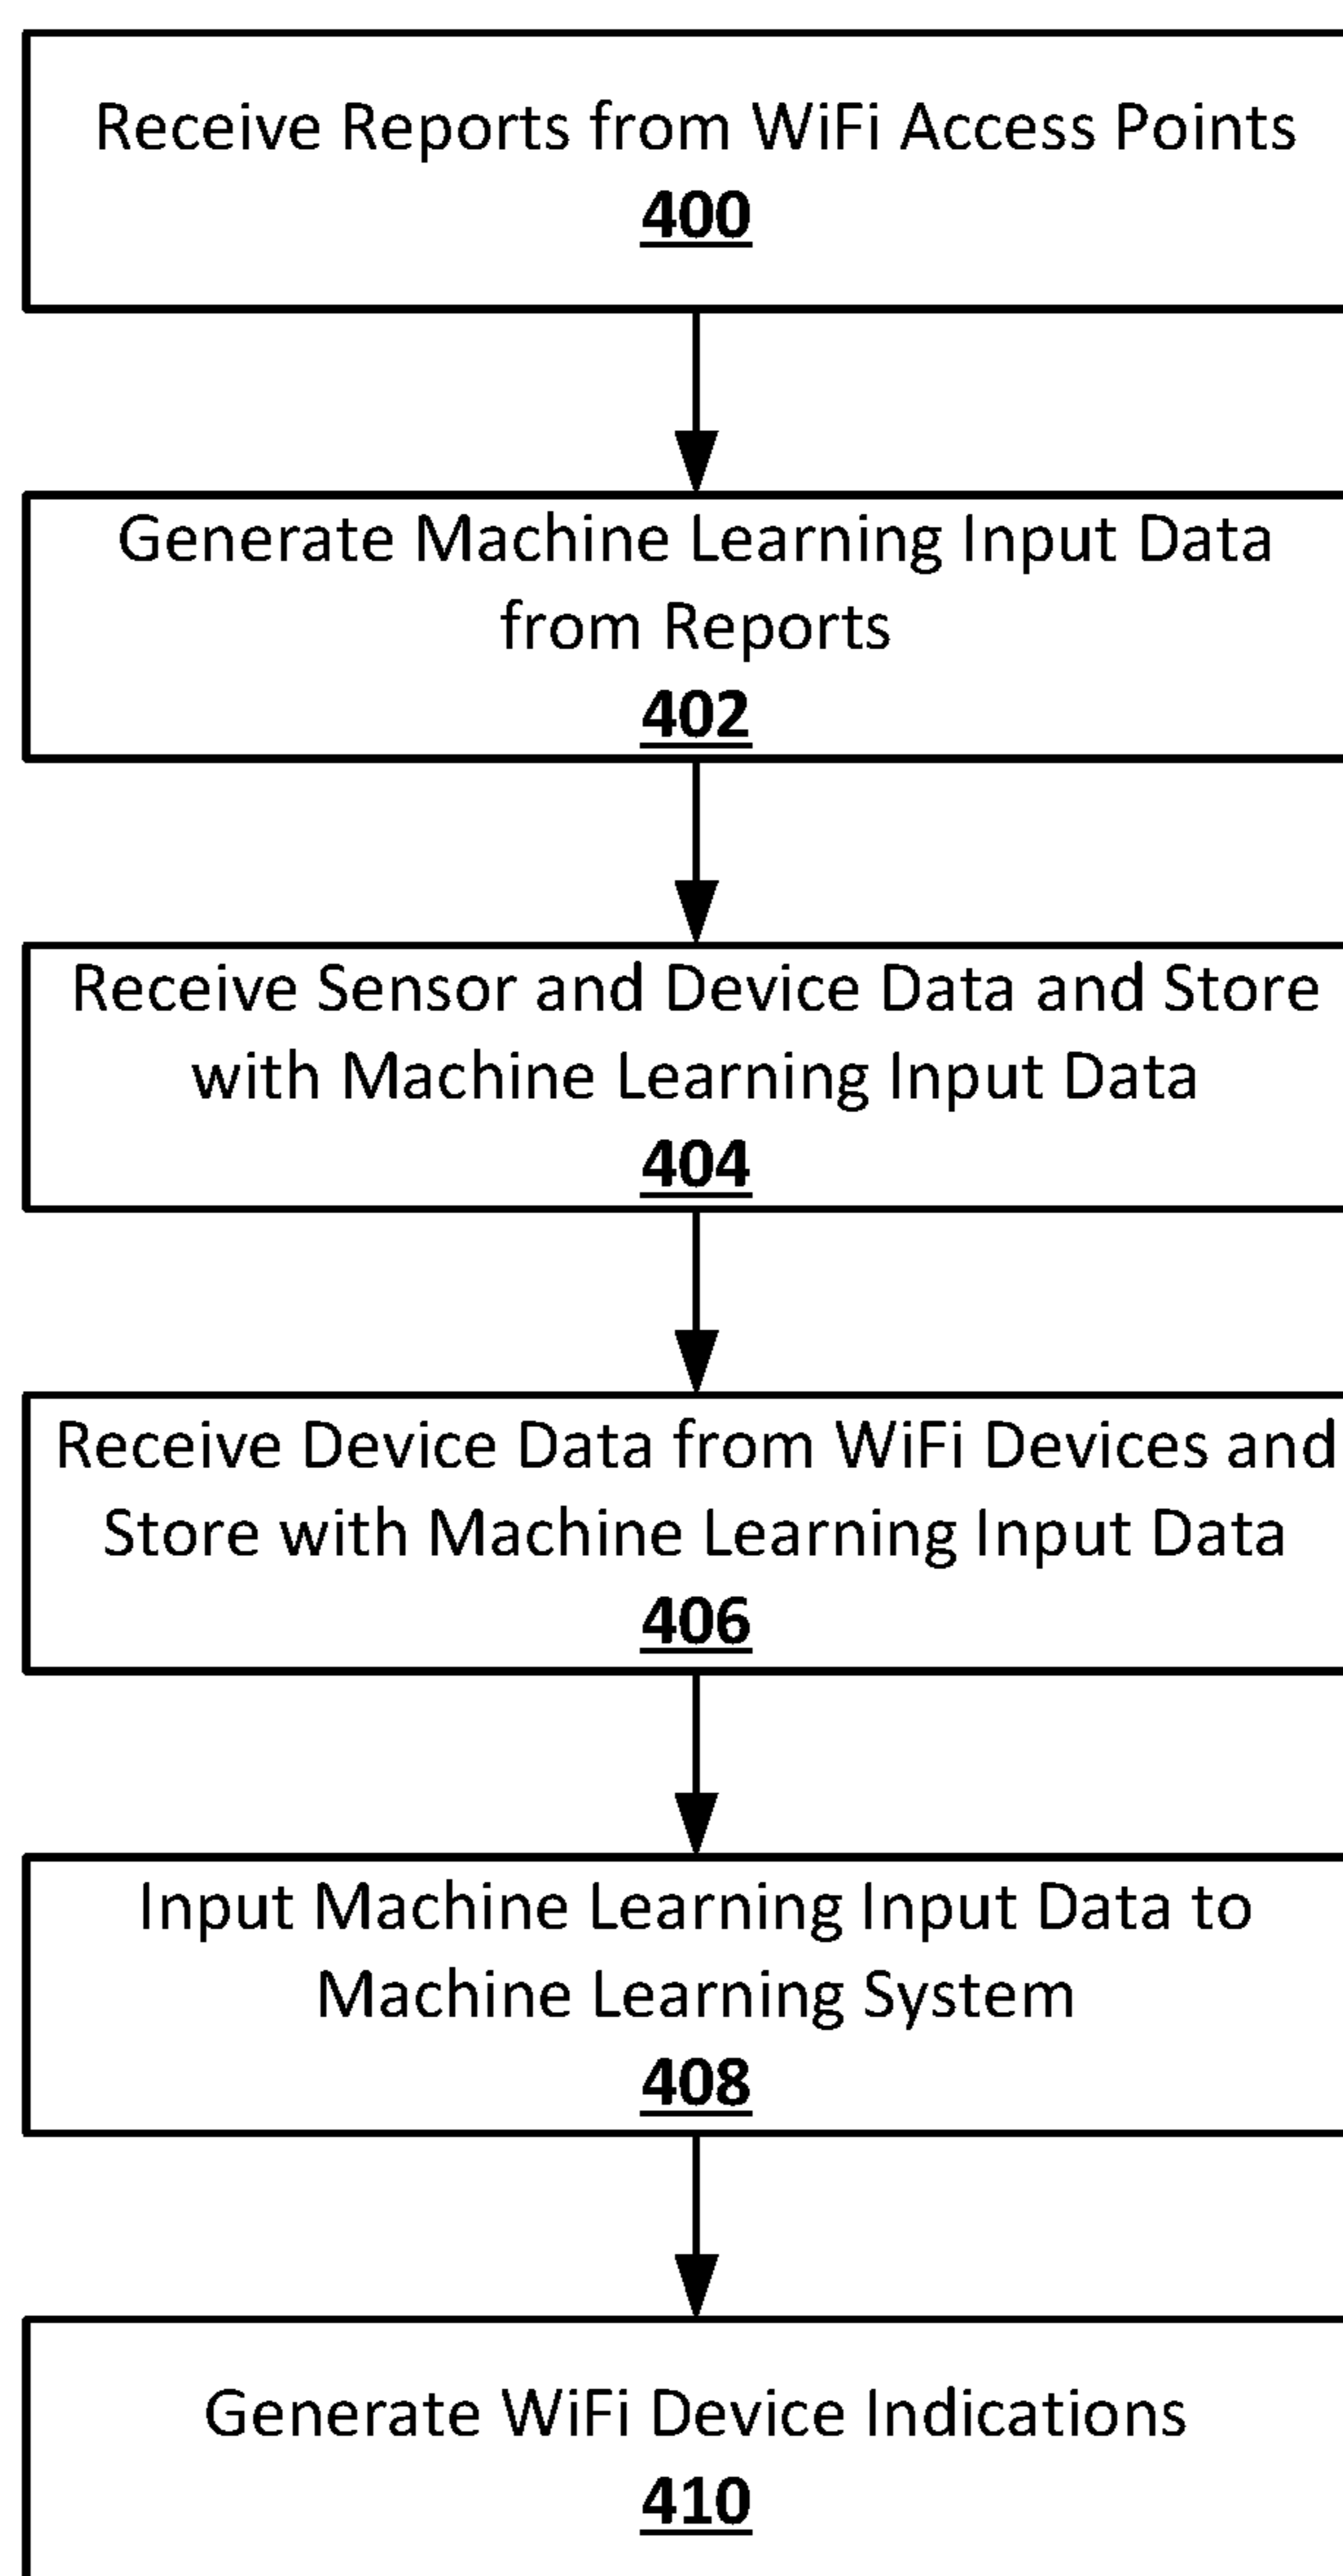 Receive Reports from WiFi Access Points
400
Generate Machine Learning Input Data
from Reports
402
Receive Sensor and Device Data and Store
with Machine Learning Input Data
404
Receive Device Data from WiFi Devices and
Store with Machine Learning Input Data
406
Input Machine Learning Input Data to
Machine Learning System
408
Generate WiFi Device Indications
410